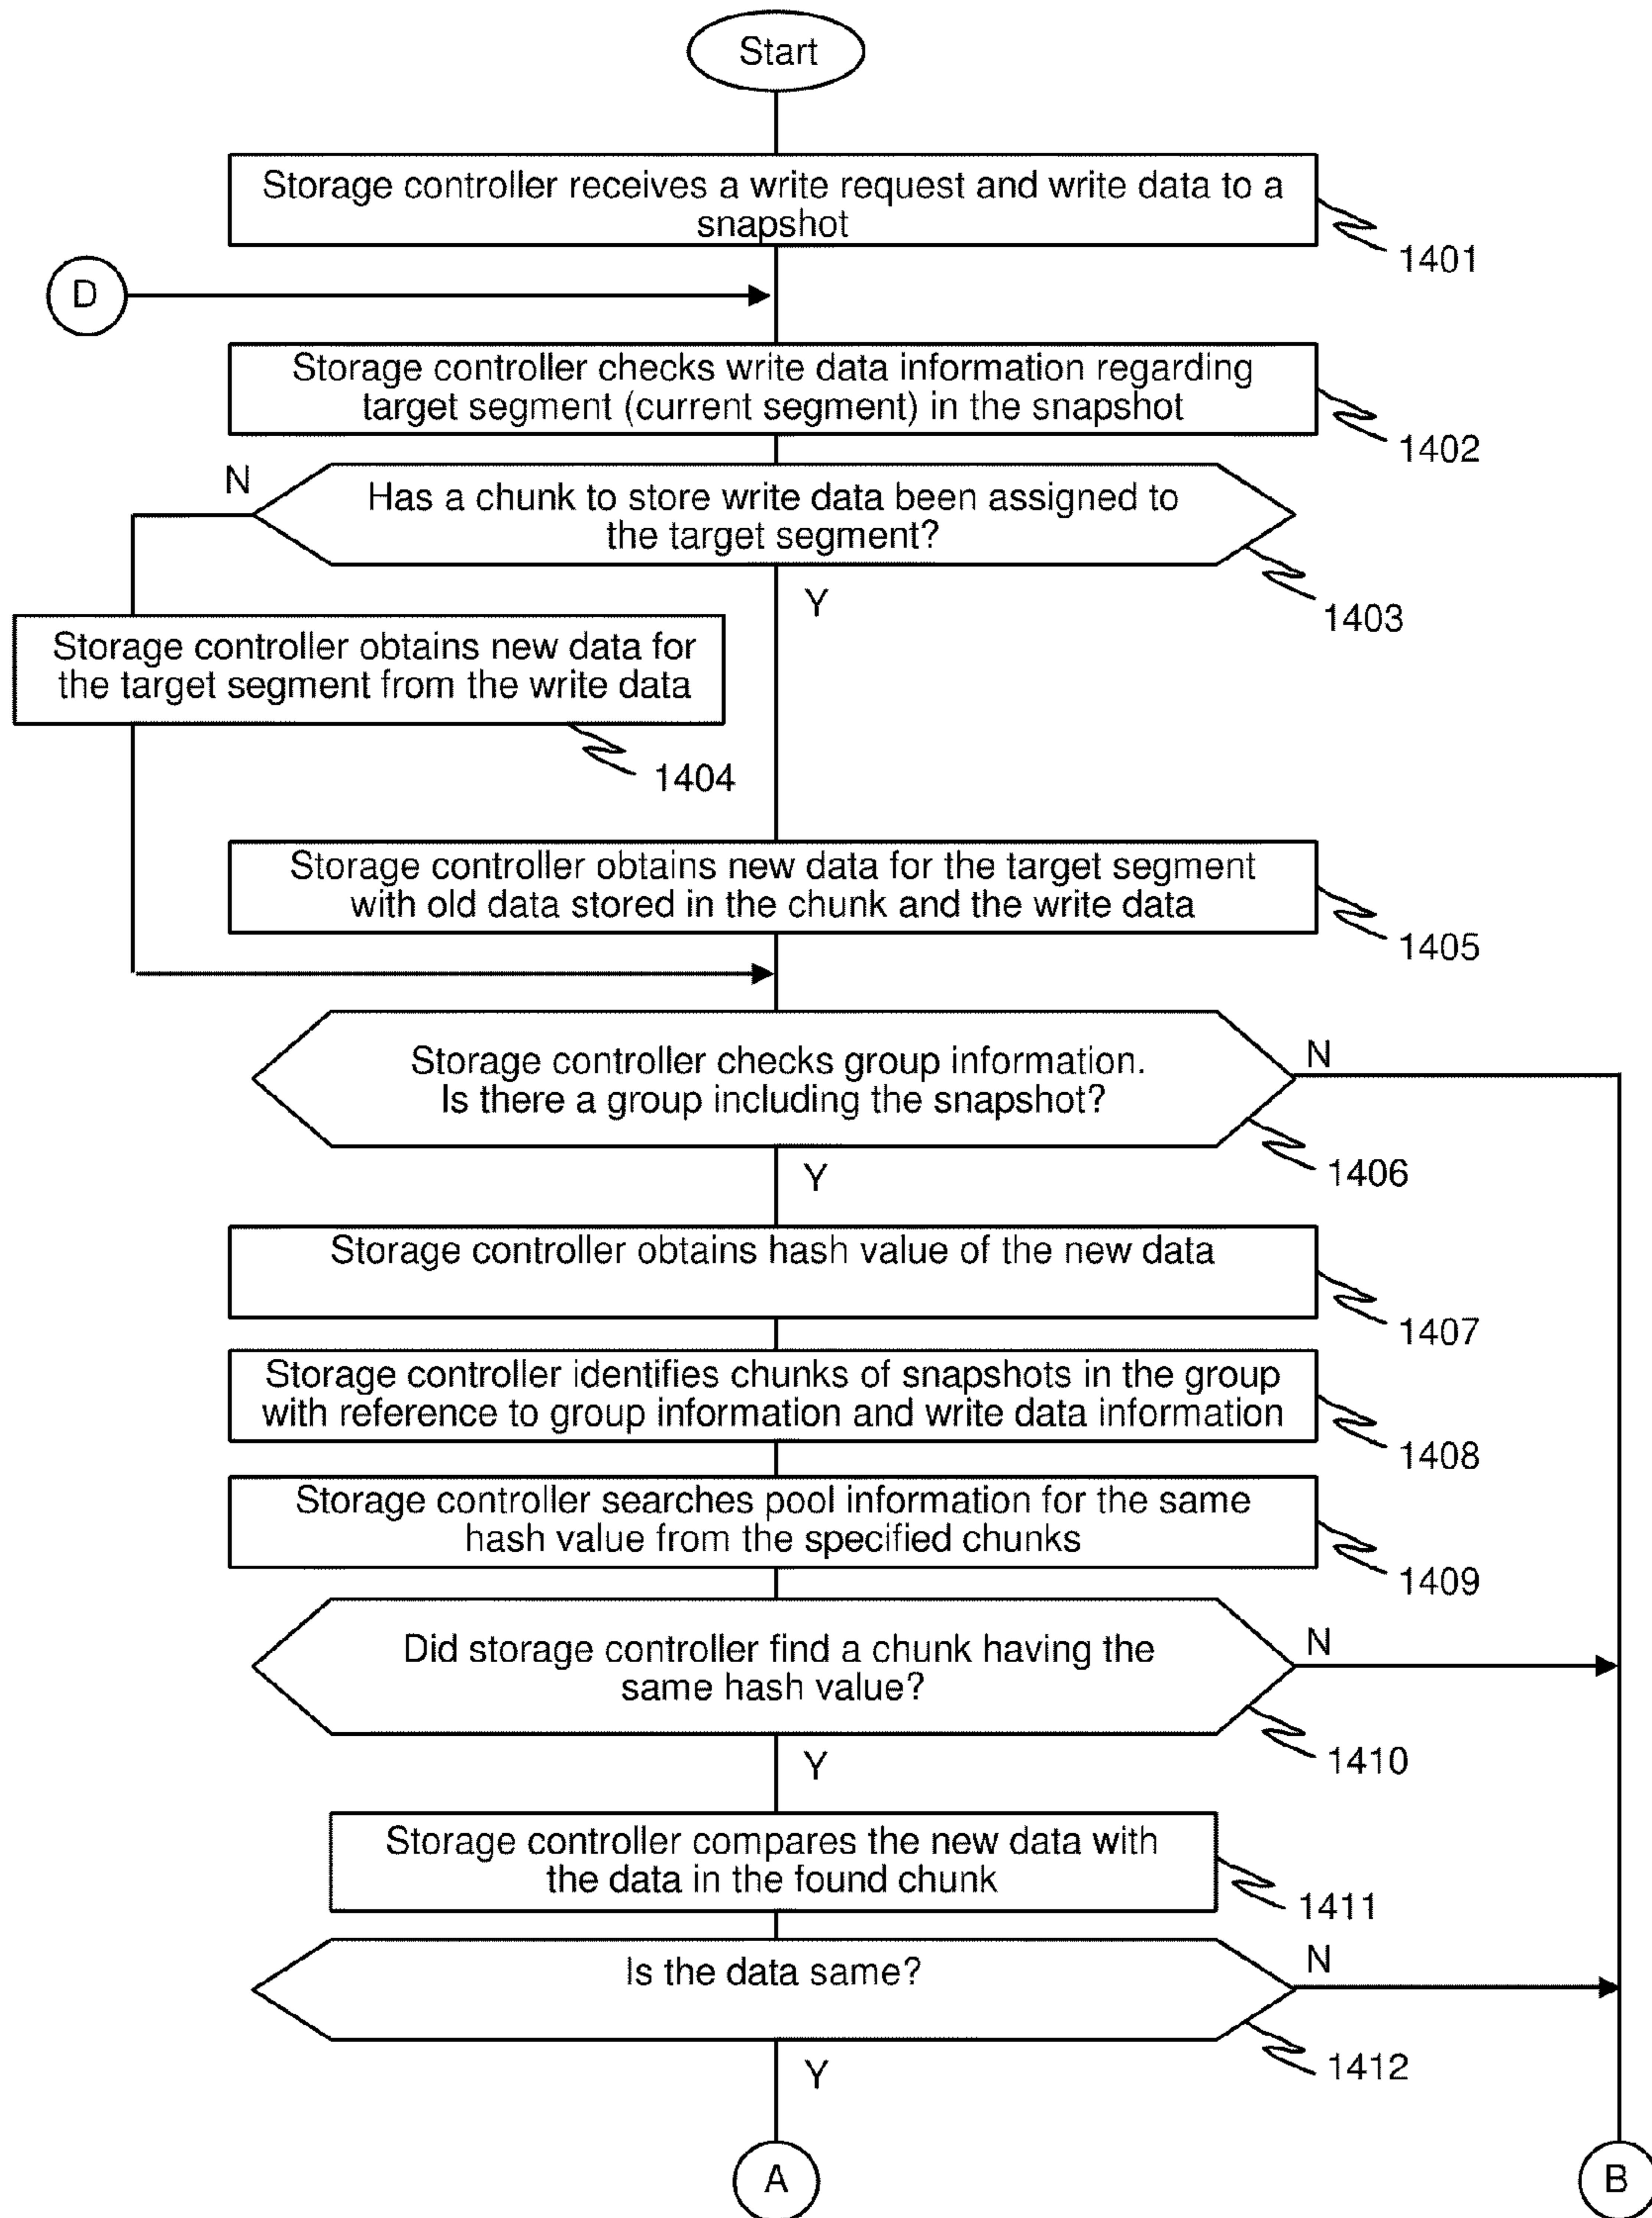 Start
Storage controller receives a write request and write data to a
snapshot
1401
D
Storage controller checks write data information regarding
target segment (current segment) in the snapshot
1402
N
Has a chunk to store write data been assigned to
the target segment?
1403
Y
Storage controller obtains new data for
the target segment from the write data
1404
Storage controller obtains new data for the target segment
with old data stored in the chunk and the write data
1405
Storage controller checks group information.
Is there a group including the snapshot?
N
1406
Y
Storage controller obtains hash value of the new data
1407
Storage controller identifies chunks of snapshots in the group
with reference to group information and write data information
1408
Storage controller searches pool information for the same
hash value from the specified chunks
1409
Did storage controller find a chunk having the
same hash value?
N
1410
Y
Storage controller compares the new data with
the data in the found chunk
1411
Is the data same?
N
1412
Y
A
B